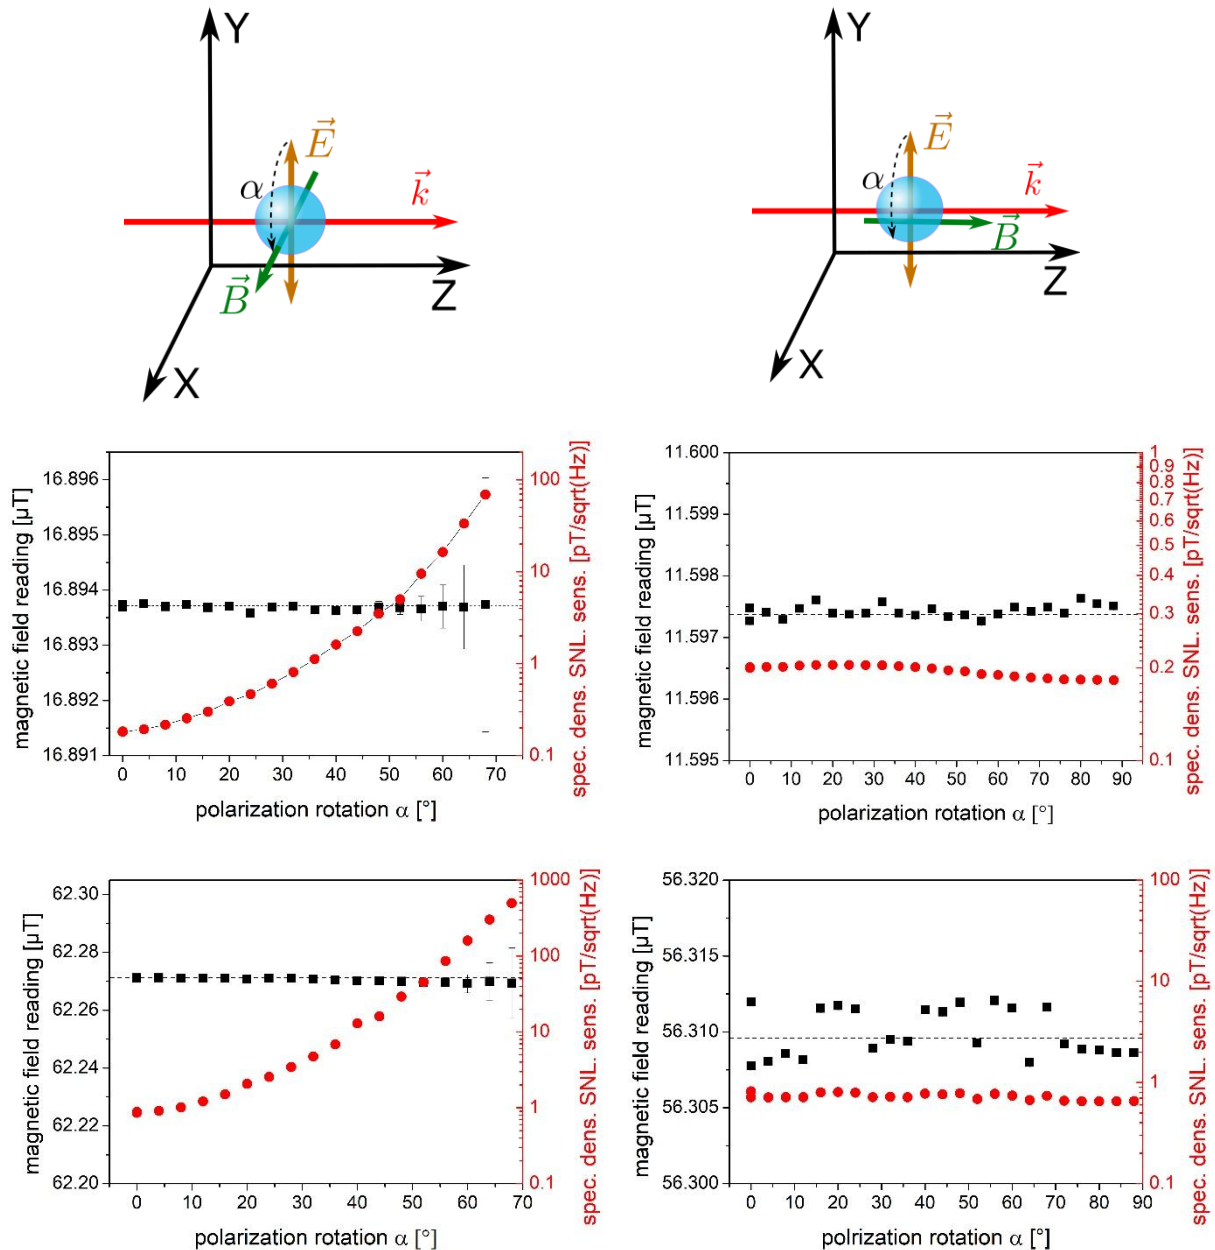 Y
E
α
k
B
Z
X
Y
E
α
k
B
Z
X
16.896
16.895
16.894
16.893
16.892
16.891
magnetic field reading [µT]
0 10 20 30 40 50 60 70
polarization rotation α [°]
100
10
1
0.1
spec. dens. SNL. sens. [pT/sqrt(Hz)]
11.600
11.599
11.598
11.597
11.596
11.595
magnetic field reading [µT]
0 10 20 30 40 50 60 70 80 90
polarization rotation α [°]
1
0.9
0.8
0.7
0.6
0.5
0.4
0.3
0.2
0.1
spec. dens. SNL. sens. [pT/sqrt(Hz)]
62.30
62.28
62.26
62.24
62.22
62.20
magnetic field reading [µT]
0 10 20 30 40 50 60 70
polarization rotation α [°]
1000
100
10
1
0.1
spec. dens. SNL. sens. [pT/sqrt(Hz)]
56.320
56.315
56.310
56.305
56.300
magnetic field reading [µT]
0 10 20 30 40 50 60 70 80 90
polrization rotation α [°]
100
10
1
0.1
spec. dens. SNL. sens. [pT/sqrt(Hz)]